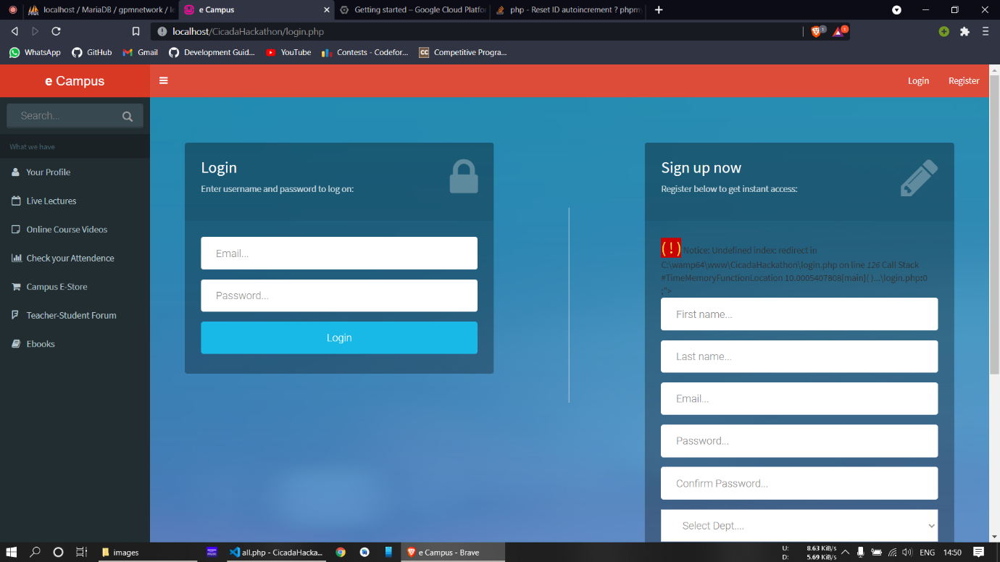 localhost / MariaDB / gpmnetwork / l
e Campus
Getting started – Google Cloud Platfo
php - Reset ID autoincrement ? phpm
localhost/CicadaHackathon/login.php
1
1
WhatsApp
GitHub
Gmail
Development Guid...
YouTube
Contests - Codefor...
CC
Competitive Progra...
e Campus
Login
Register
Search...
What we have
Your Profile
Live Lectures
Online Course Videos
Check your Attendence
Campus E-Store
Teacher-Student Forum
Ebooks
Login
Enter username and password to log on:
Email...
Password...
Login
Sign up now
Register below to get instant access:
( ! ) Notice: Undefined index: redirect in
C:\wamp64\www\CicadaHackathon\login.php on line 126 Call Stack
#TimeMemoryFunctionLocation 10.0005407808{main}( )...\login.php:0
;">
First name...
Last name...
Email...
Password...
Confirm Password...
Select Dept....
images
all.php - CicadaHacka...
e Campus - Brave
U: 8.63 KiB/s
D: 5.69 KiB/s
ENG
14:50